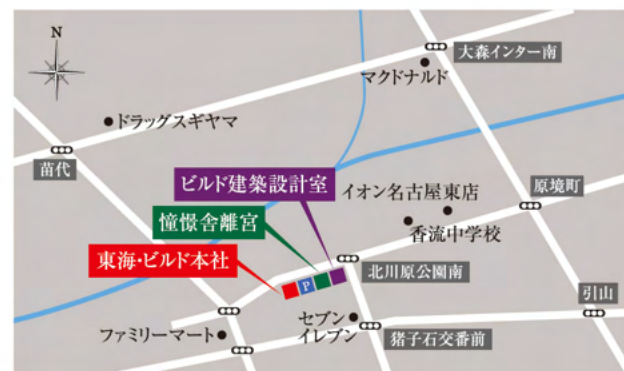 N
大森インター南
マクドナルド
ドラッグスギヤマ
苗代
ビルド建築設計室
イオン名古屋東店
原境町
憧憬舎離宮
香流中学校
東海・ビルド本社
北川原公園南
P
引山
セブン
イレブン
ファミリーマート
猪子石交番前